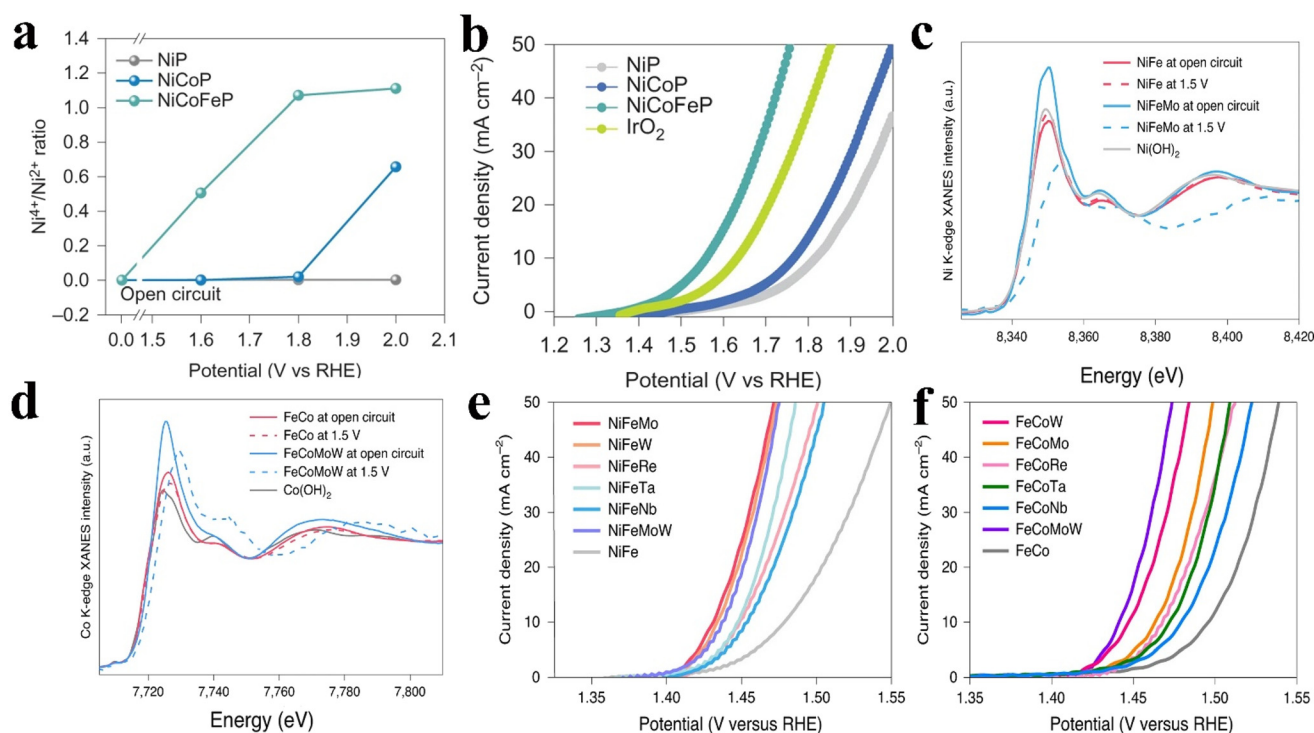 a
1.4
1.2
1.0
0.8
0.6
0.4
0.2
0.0
–0.2
Ni⁴⁺/Ni²⁺ ratio
NiP
NiCoP
NiCoFeP
Open circuit
0.0 1.5 1.6 1.7 1.8 1.9 2.0 2.1
Potential (V vs RHE)
b
50
40
30
20
10
0
Current density (mA cm⁻²)
NiP
NiCoP
NiCoFeP
IrO₂
1.2 1.3 1.4 1.5 1.6 1.7 1.8 1.9 2.0
Potential (V vs RHE)
c
Ni K-edge XANES intensity (a.u.)
NiFe at open circuit
NiFe at 1.5 V
NiFeMo at open circuit
NiFeMo at 1.5 V
Ni(OH)₂
8,340 8,360 8,380 8,400 8,420
Energy (eV)
d
Co K-edge XANES intensity (a.u.)
FeCo at open circuit
FeCo at 1.5 V
FeCoMoW at open circuit
FeCoMoW at 1.5 V
Co(OH)₂
7,720 7,740 7,760 7,780 7,800
Energy (eV)
e
50
40
30
20
10
0
Current density (mA cm⁻²)
NiFeMo
NiFeW
NiFeRe
NiFeTa
NiFeNb
NiFeMoW
NiFe
1.35 1.40 1.45 1.50 1.55
Potential (V versus RHE)
f
50
40
30
20
10
0
Current density (mA cm⁻²)
FeCoW
FeCoMo
FeCoRe
FeCoTa
FeCoNb
FeCoMoW
FeCo
1.35 1.40 1.45 1.50 1.55
Potential (V versus RHE)